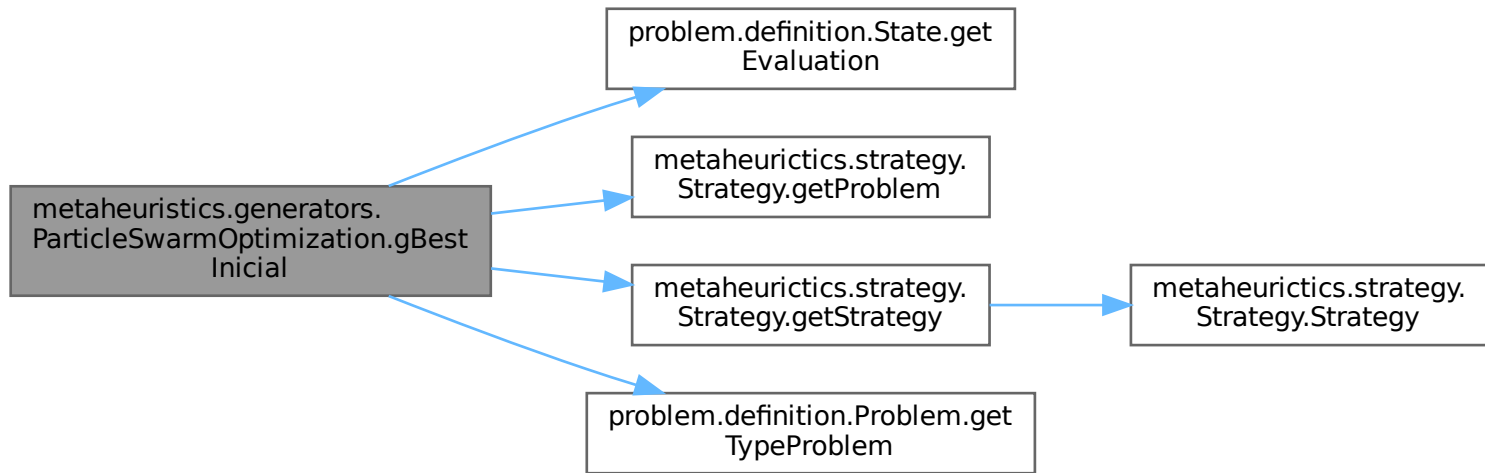 problem.definition.State.get
Evaluation
metaheurictics.strategy.
Strategy.getProblem
metaheuristics.generators.
ParticleSwarmOptimization.gBest
Inicial
metaheurictics.strategy.
Strategy.getStrategy
metaheurictics.strategy.
Strategy.Strategy
problem.definition.Problem.get
TypeProblem